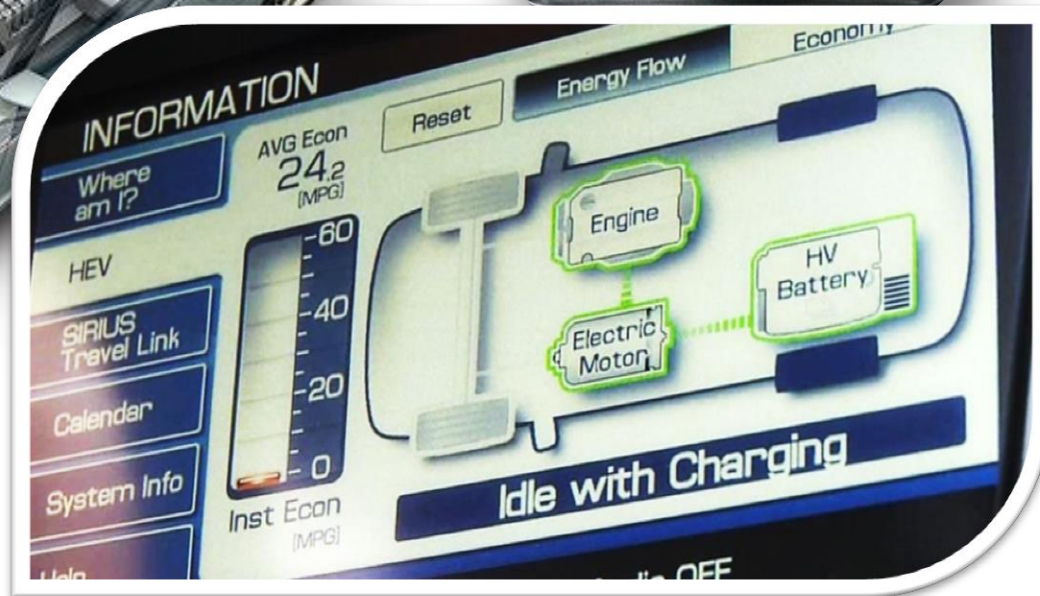 INFORMATION
Where
am I?
HEV
SIRIUS
Travel Link
Calendar
System Info
Help
AVG Econ
24.2
[MPG]
60
40
20
0
Inst Econ
[MPG]
Reset
Energy Flow
Economy
Engine
Electric
Motor
HV
Battery
Idle with Charging
OFF